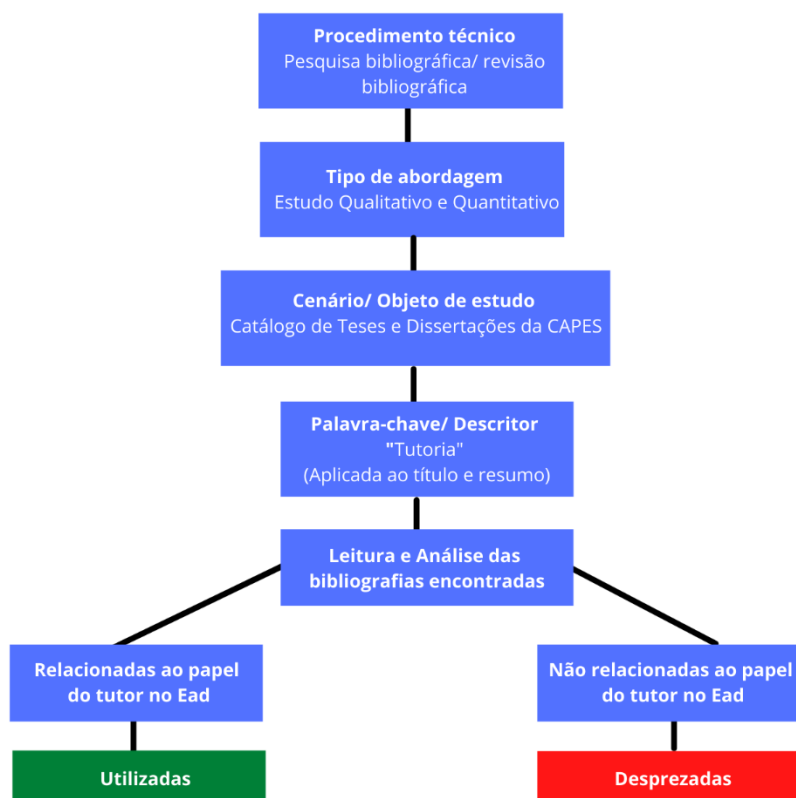 Procedimento técnico
Pesquisa bibliográfica/ revisão
bibliográfica
Tipo de abordagem
Estudo Qualitativo e Quantitativo
Cenário/ Objeto de estudo
Catálogo de Teses e Dissertações da CAPES
Palavra-chave/ Descritor
"Tutoria"
(Aplicada ao título e resumo)
Leitura e Análise das
bibliografias encontradas
Relacionadas ao papel
do tutor no Ead
Não relacionadas ao papel
do tutor no Ead
Utilizadas
Desprezadas